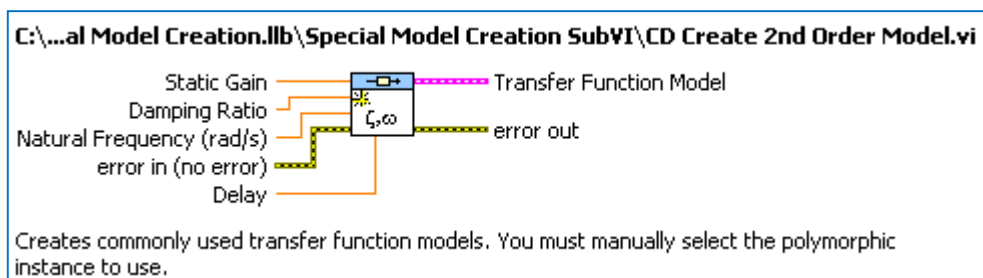 C:\...al Model Creation.llb\Special Model Creation SubVI\CD Create 2nd Order Model.vi
Static Gain
Transfer Function Model
Damping Ratio
ζ,ω
error out
Natural Frequency (rad/s)
error in (no error)
Delay
Creates commonly used transfer function models. You must manually select the polymorphic
instance to use.